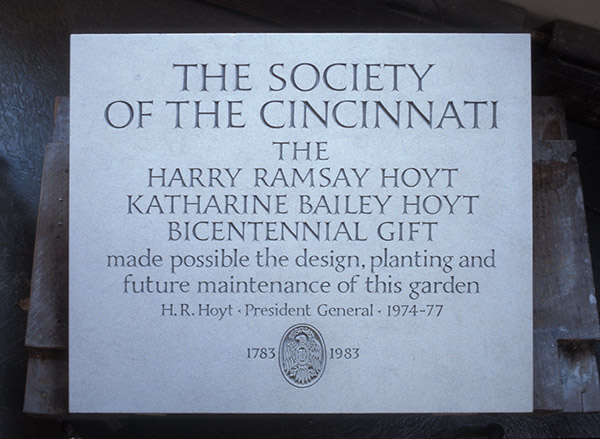 THE SOCIETY
OF THE CINCINNATI
THE
HARRY RAMSAY HOYT
KATHARINE BAILEY HOYT
BICENTENNIAL GIFT
made possible the design, planting and
future maintenance of this garden
H. R. Hoyt · President General · 1974-77
1783 1983